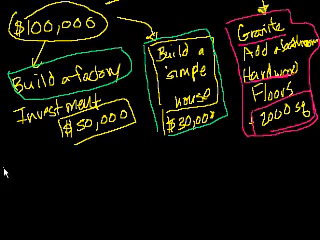 $100,000
Build a factory
Investment
$50,000
Build a
simple
house
$30,000
Granite
Add a bathroom
Hardwood
Floors
2000 sq